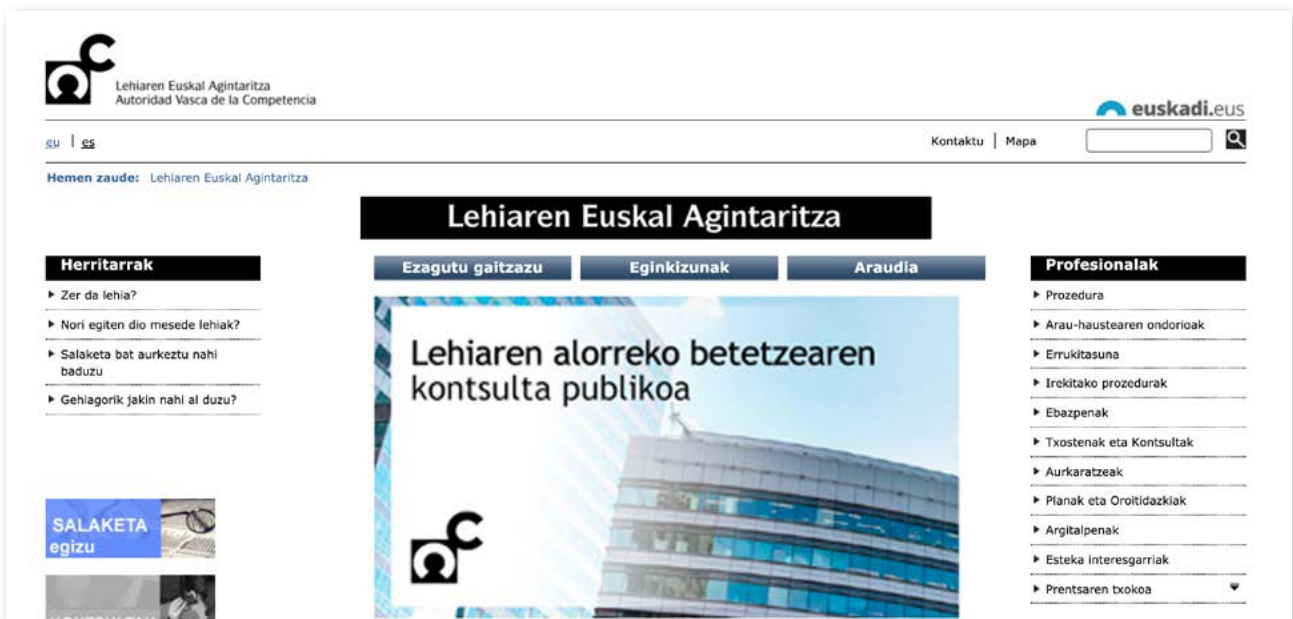 Lehiaren Euskal Agintaritza
Autoridad Vasca de la Competencia
euskadi.eus
eu | es
Kontaktu | Mapa
Hemen zaude: Lehiaren Euskal Agintaritza
Lehiaren Euskal Agintaritza
Herritarrak
Zer da lehia?
Nori egiten dio mesede lehiak?
Salaketa bat aurkeztu nahi
baduzu
Gehiagorik jakin nahi al duzu?
SALAKETA
egizu
Ezagutu gaitzazu
Eginkizunak
Araudia
Lehiaren alorreko betetzearen
kontsulta publikoa
Profesionalak
Prozedura
Arau-haustearen ondorioak
Errukitasuna
Irekitako prozedurak
Ebazpenak
Txostenak eta Kontsultak
Aurkaratzeak
Planak eta Oroitidazkiak
Argitalpenak
Esteka interesgarriak
Prentsaren txokoa